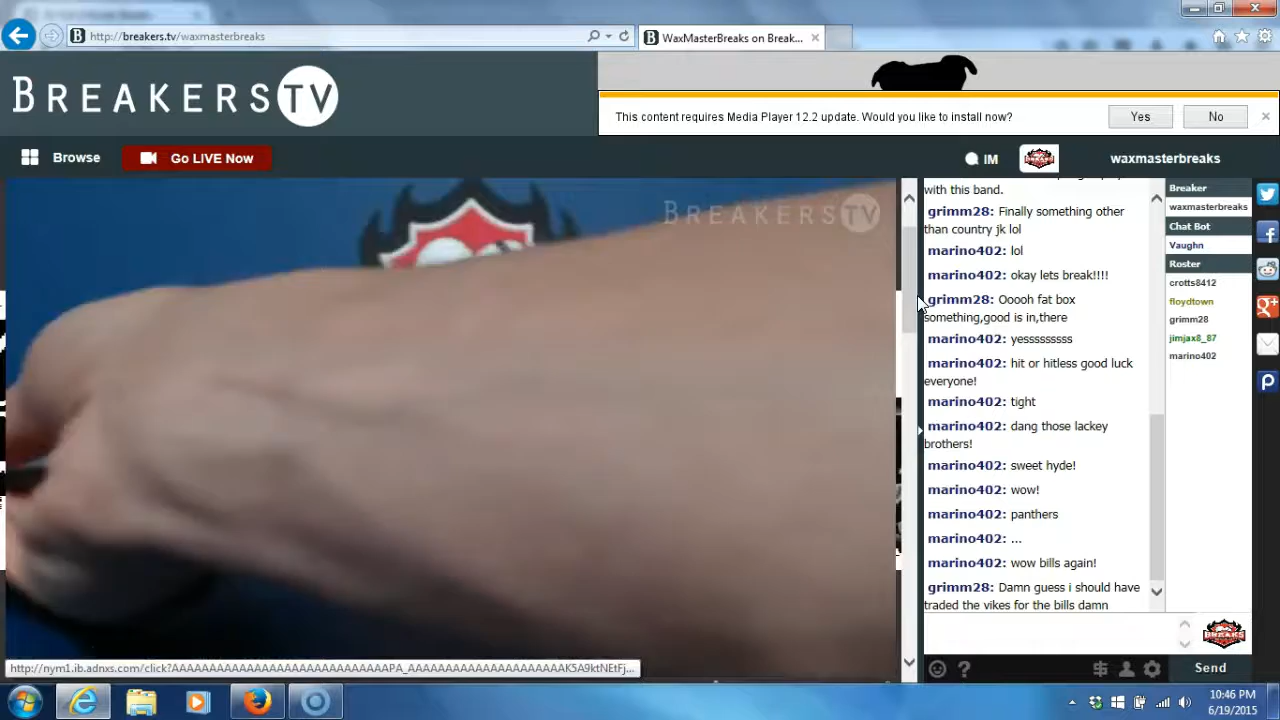 http://breakers.tv/waxmasterbreaks
WaxMasterBreaks on Break...
BREAKERS TV
This content requires Media Player 12.2 update. Would you like to install now?
Yes
No
Browse
Go LIVE Now
IM
waxmasterbreaks
BREAKERS TV
with this band.
grimm28: Finally something other
than country jk lol
marino402: lol
marino402: okay lets break!!!!
grimm28: Ooooh fat box
something,good is in,there
marino402: yesssssssss
marino402: hit or hitless good luck
everyone!
marino402: tight
marino402: dang those lackey
brothers!
marino402: sweet hyde!
marino402: wow!
marino402: panthers
marino402: ...
marino402: wow bills again!
grimm28: Damn guess i should have
traded the vikes for the bills damn
Breaker
waxmasterbreaks
Chat Bot
Vaughn
Roster
crotts8412
floydtown
grimm28
jimjax8_87
marino402
BREAKS
Send
10:46 PM
6/19/2015